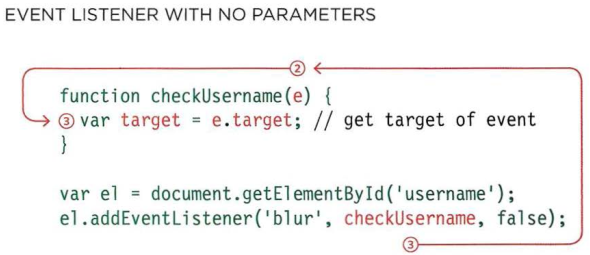 EVENT LISTENER WITH NO PARAMETERS
②
function checkUsername(e) {
③ var target = e.target; // get target of event
}
var el = document.getElementById('username');
el.addEventListener('blur', checkUsername, false);
③